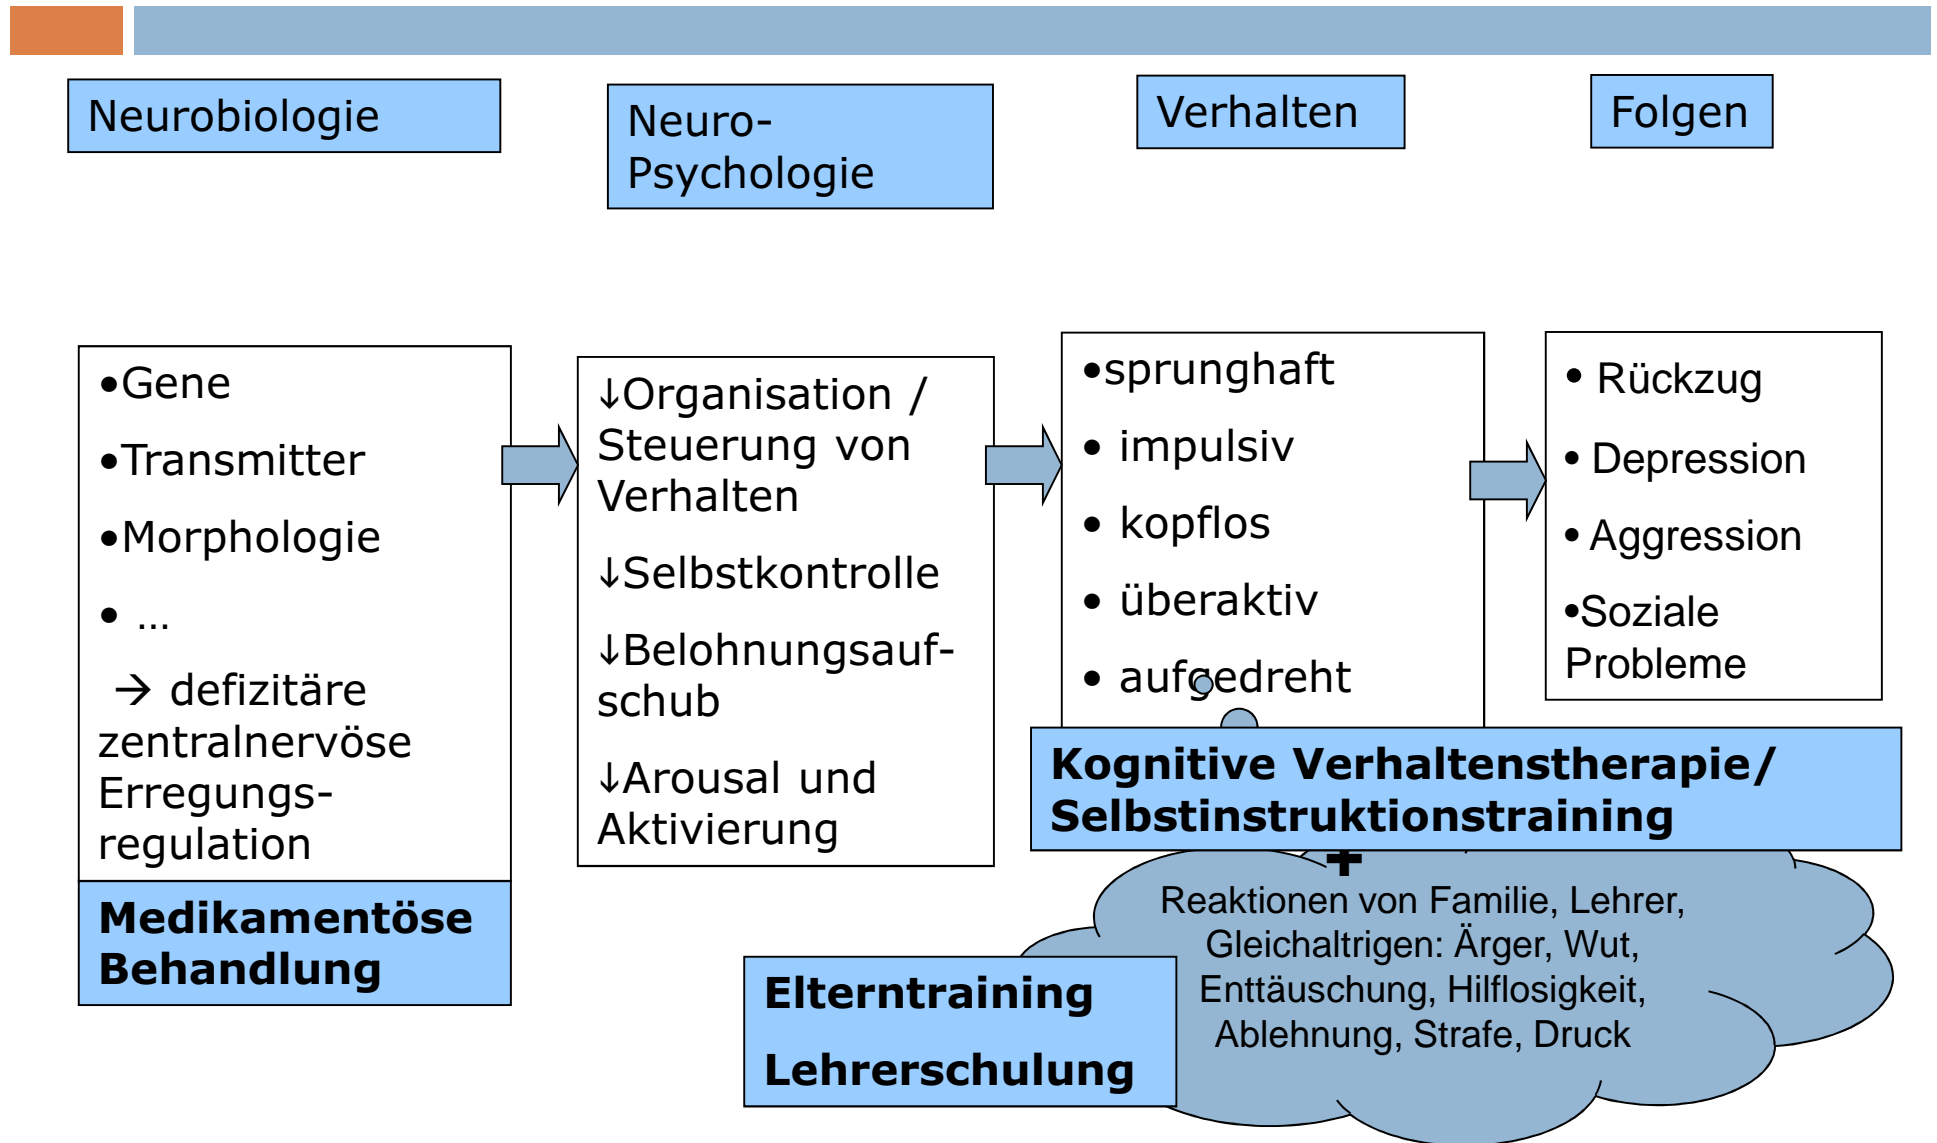 Neurobiologie
Neuro-
Psychologie
Verhalten
Folgen
•Gene
•Transmitter
•Morphologie
• …
→ defizitäre
zentralnervöse
Erregungs-
regulation
Medikamentöse
Behandlung
↓Organisation /
Steuerung von
Verhalten
↓Selbstkontrolle
↓Belohnungsauf-
schub
↓Arousal und
Aktivierung
•sprunghaft
• impulsiv
• kopflos
• überaktiv
• aufgedreht
• Rückzug
• Depression
• Aggression
•Soziale
Probleme
Kognitive Verhaltenstherapie/
Selbstinstruktionstraining
+
Reaktionen von Familie, Lehrer,
Gleichaltrigen: Ärger, Wut,
Enttäuschung, Hilflosigkeit,
Ablehnung, Strafe, Druck
Elterntraining
Lehrerschulung